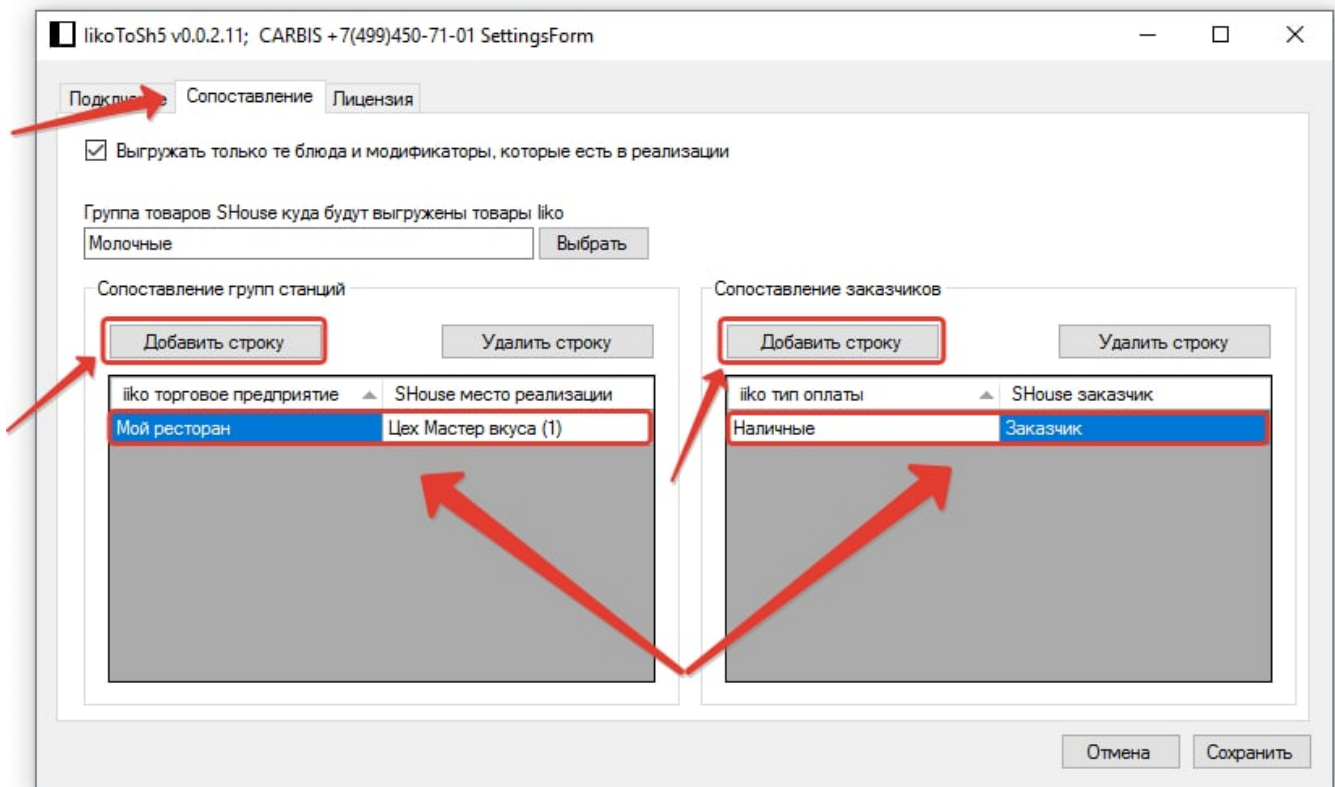 IikoToSh5 v0.0.2.11; CARBIS +7(499)450-71-01 SettingsForm
Подключение Сопоставление Лицензия
Выгружать только те блюда и модификаторы, которые есть в реализации
Группа товаров SHouse куда будут выгружены товары Iiko
Молочные Выбрать
Сопоставление групп станций
Добавить строку Удалить строку
iiko торговое предприятие SHouse место реализации
Мой ресторан Цех Мастер вкуса (1)
Сопоставление заказчиков
Добавить строку Удалить строку
iiko тип оплаты SHouse заказчик
Наличные Заказчик
Отмена Сохранить